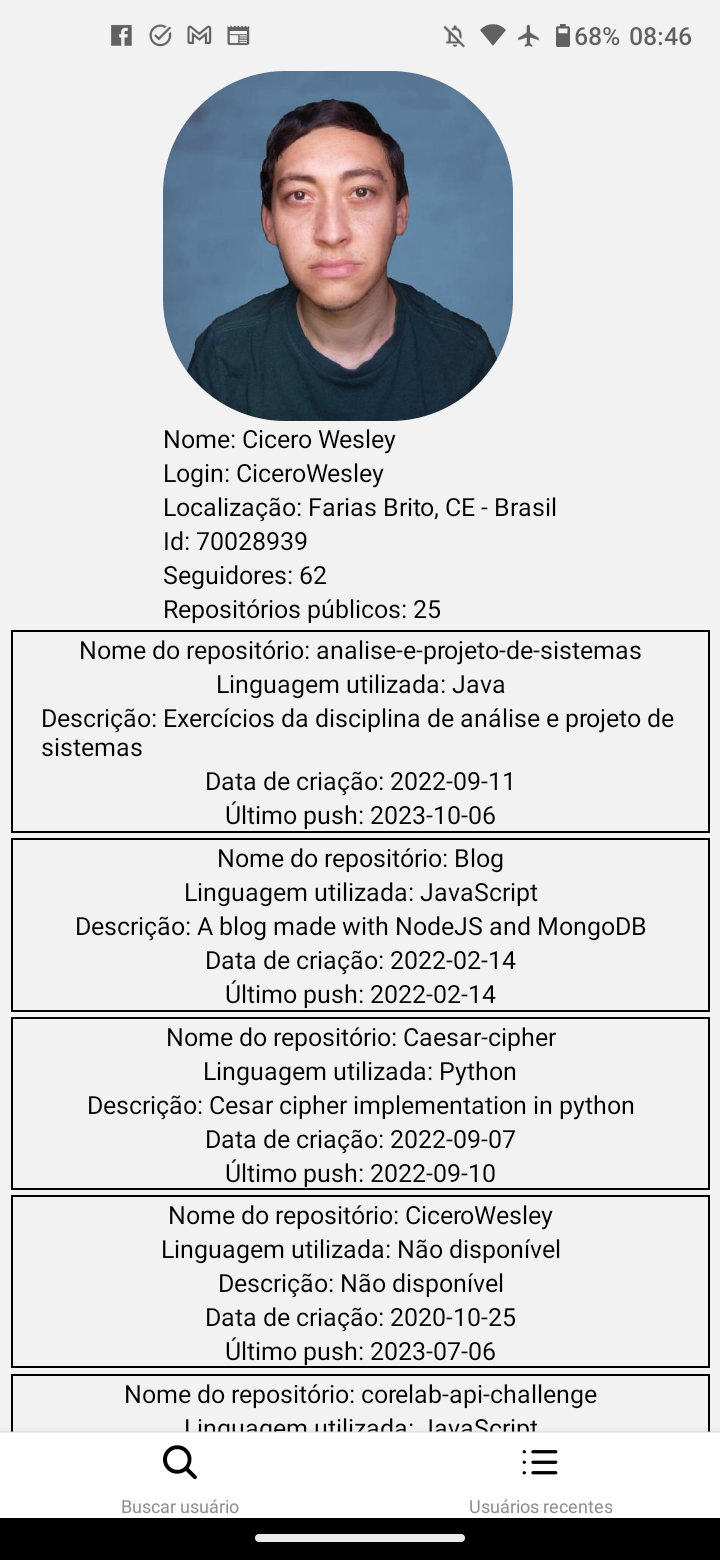 68% 08:46
Nome: Cicero Wesley
Login: CiceroWesley
Localização: Farias Brito, CE - Brasil
Id: 70028939
Seguidores: 62
Repositórios públicos: 25
Nome do repositório: analise-e-projeto-de-sistemas
Linguagem utilizada: Java
Descrição: Exercícios da disciplina de análise e projeto de
sistemas
Data de criação: 2022-09-11
Último push: 2023-10-06
Nome do repositório: Blog
Linguagem utilizada: JavaScript
Descrição: A blog made with NodeJS and MongoDB
Data de criação: 2022-02-14
Último push: 2022-02-14
Nome do repositório: Caesar-cipher
Linguagem utilizada: Python
Descrição: Cesar cipher implementation in python
Data de criação: 2022-09-07
Último push: 2022-09-10
Nome do repositório: CiceroWesley
Linguagem utilizada: Não disponível
Descrição: Não disponível
Data de criação: 2020-10-25
Último push: 2023-07-06
Nome do repositório: corelab-api-challenge
Linguagem utilizada: JavaScript
Buscar usuário
Usuários recentes